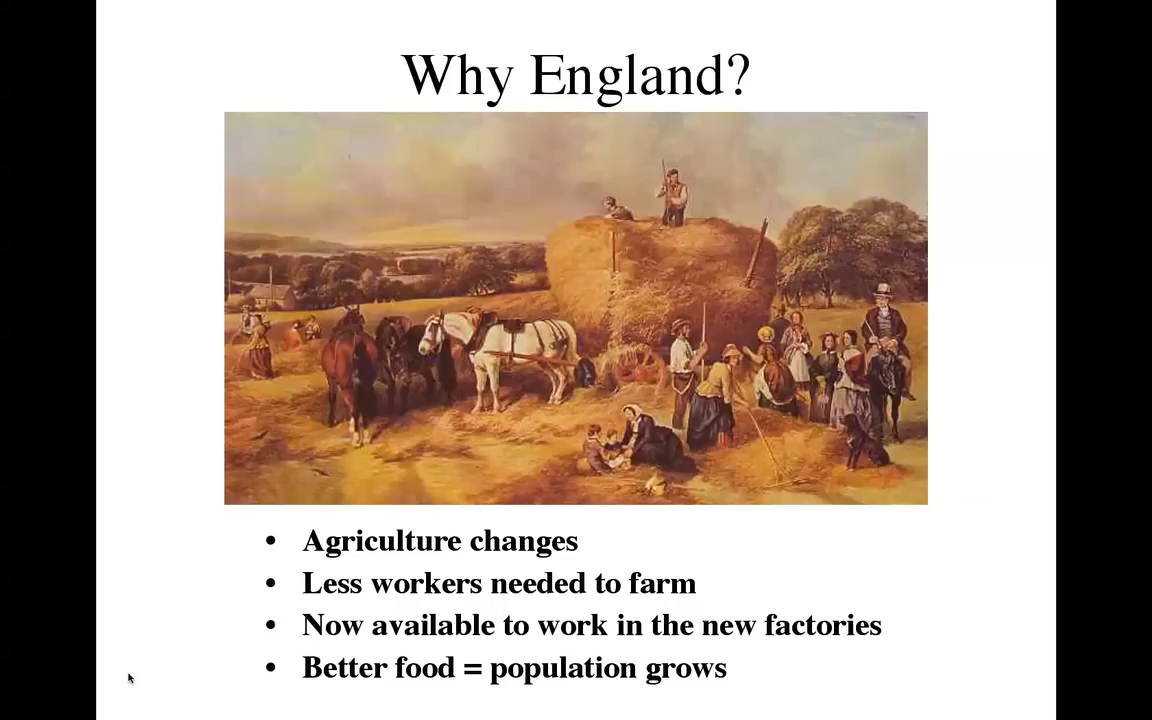 Why England?
• Agriculture changes
• Less workers needed to farm
• Now available to work in the new factories
• Better food = population grows